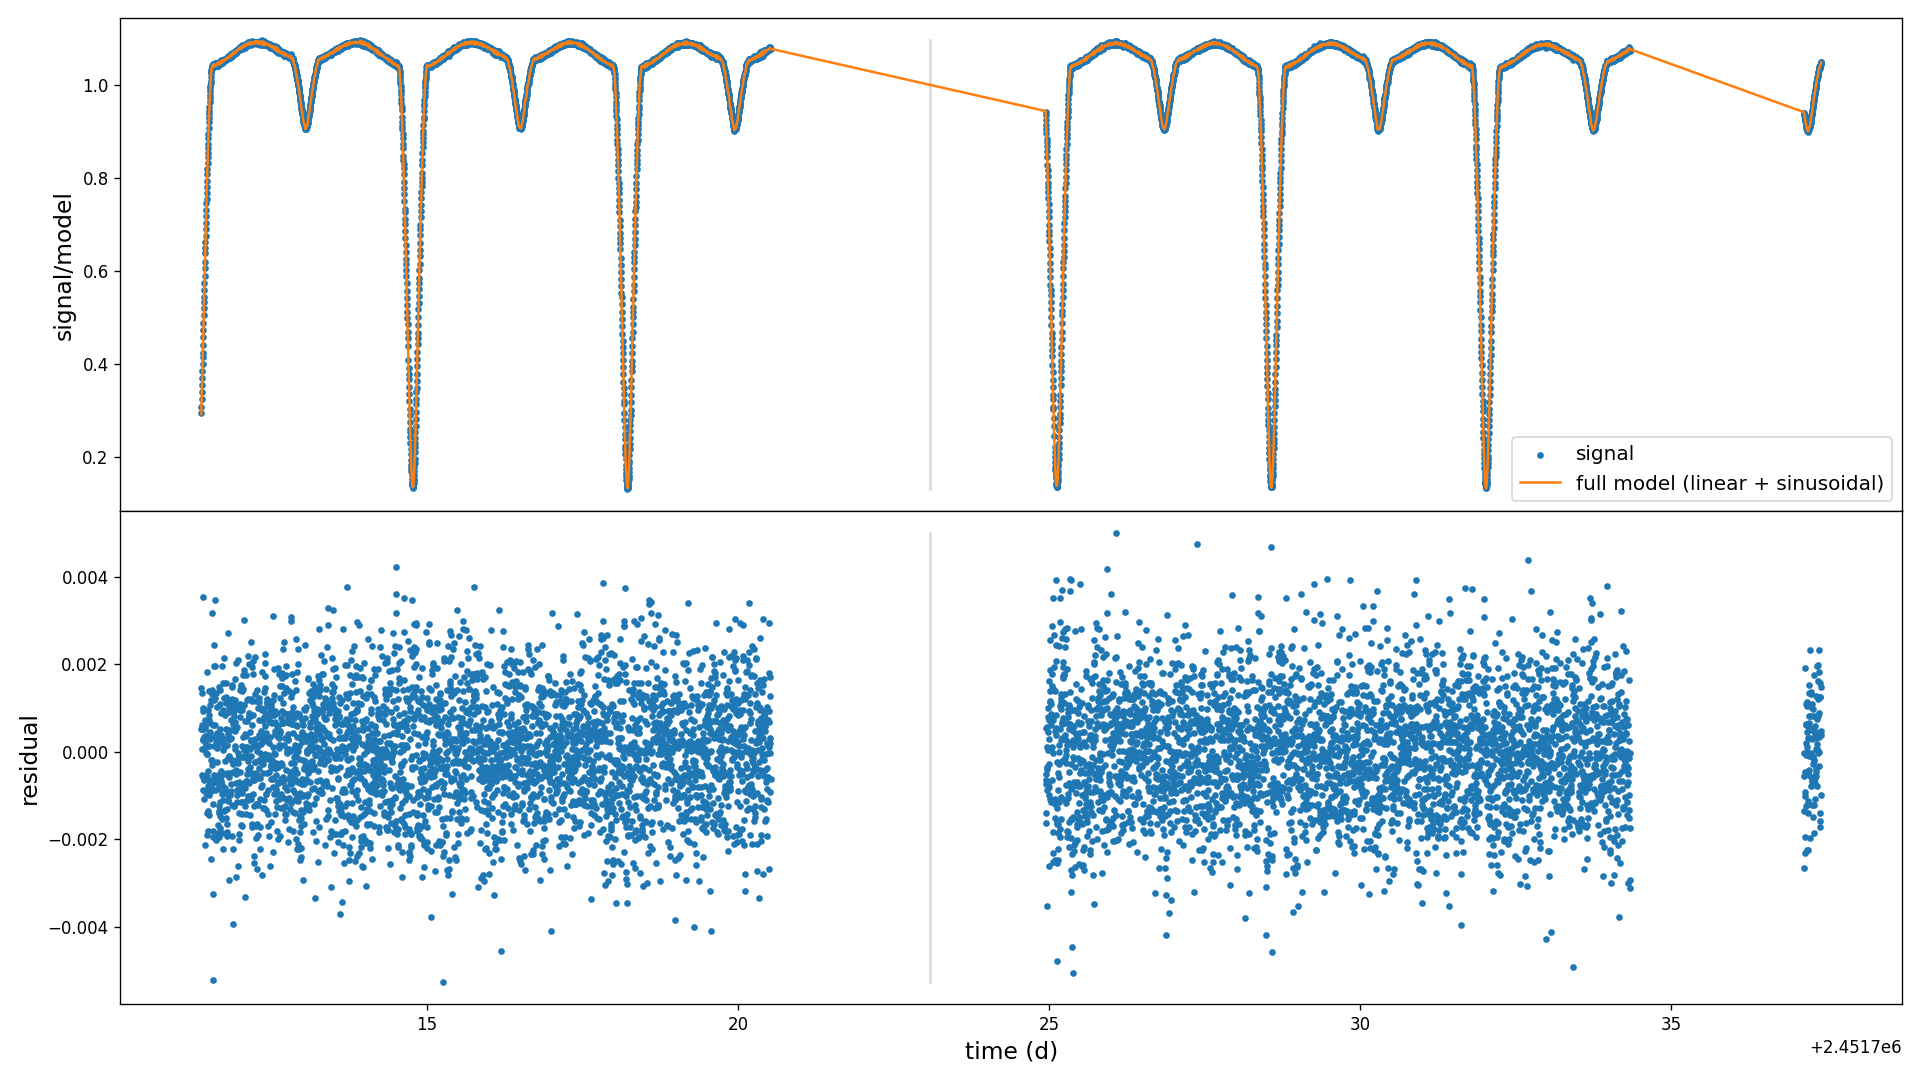 signal/model
1.0
0.8
0.6
0.4
0.2
signal
full model (linear + sinusoidal)
residual
0.004
0.002
0.000
−0.002
−0.004
15
20
25
30
35
time (d)
+2.4517e6